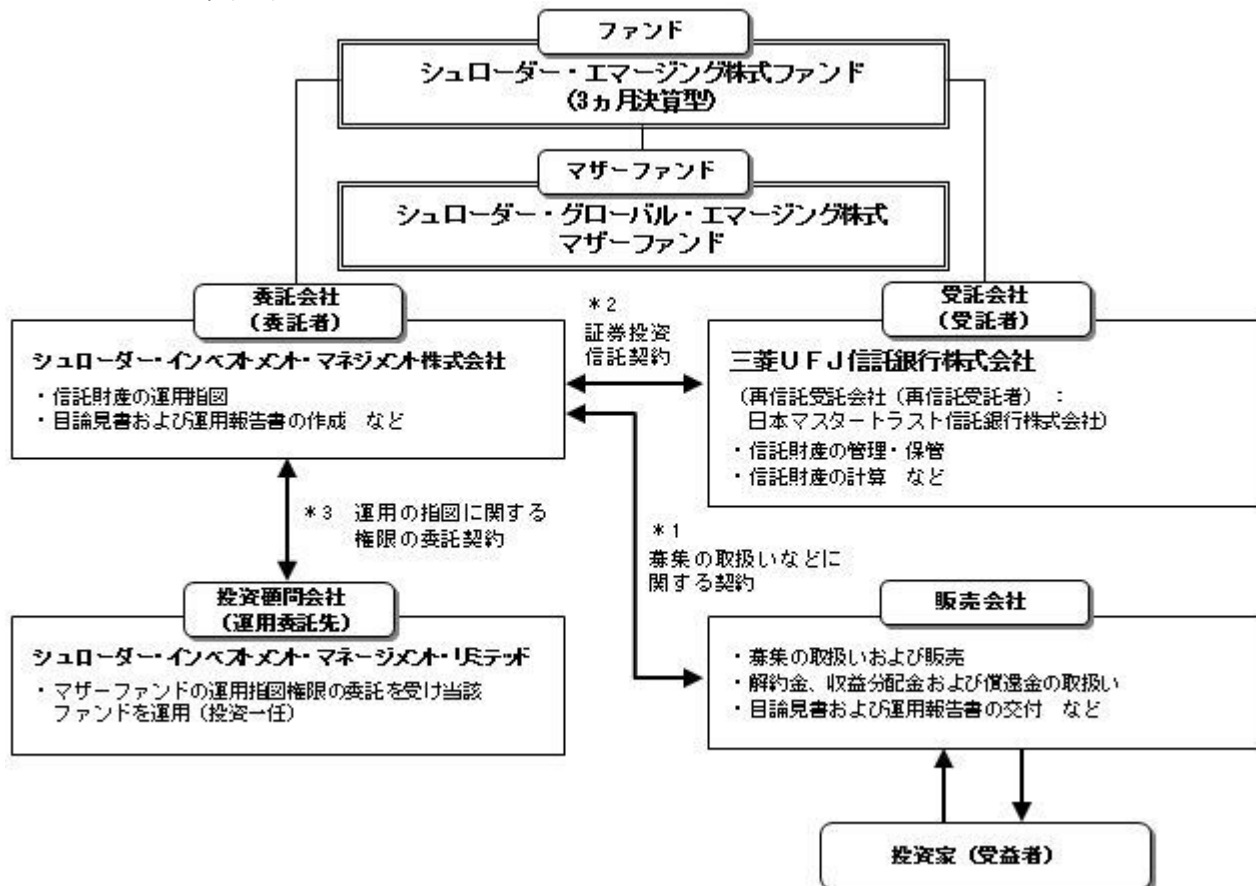 ファンド
シュローダー・エマージング株式ファンド
(3ヵ月決算型)
マザーファンド
シュローダー・グローバル・エマージング株式
マザーファンド
委託会社
(委託者)
シュローダー・インベストメント・マネジメント株式会社
・信託財産の運用指図
・目論見書および運用報告書の作成 など
*2
証券投資
信託契約
受託会社
(受託者)
三菱UFJ信託銀行株式会社
(再信託受託会社(再信託受託者) :
日本マスタートラスト信託銀行株式会社)
・信託財産の管理・保管
・信託財産の計算 など
*3 運用の指図に関する
権限の委託契約
*1
募集の取扱いなどに
関する契約
投資顧問会社
(運用委託先)
シュローダー・インベストメント・マネージメント・リミテッド
・マザーファンドの運用指図権限の委託を受け当該
ファンドを運用(投資一任)
販売会社
・募集の取扱いおよび販売
・解約金、収益分配金および償還金の取扱い
・目論見書および運用報告書の交付 など
投資家(受益者)